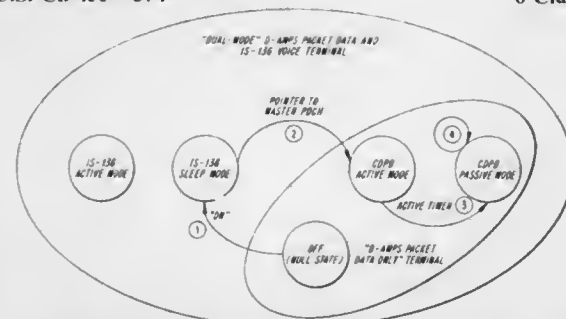 "DUAL-MODE" D-AMPS PACKET DATA AND
IS-136 VOICE TERMINAL
POINTER TO
MASTER PDCH
2
IS-136
ACTIVE MODE
IS-136
SLEEP MODE
CDPD
ACTIVE MODE
CDPD
PASSIVE MODE
"ON"
1
ACTIVE TIMER
OFF
(NULL STATE)
"D-AMPS PACKET
DATA ONLY" TERMINAL